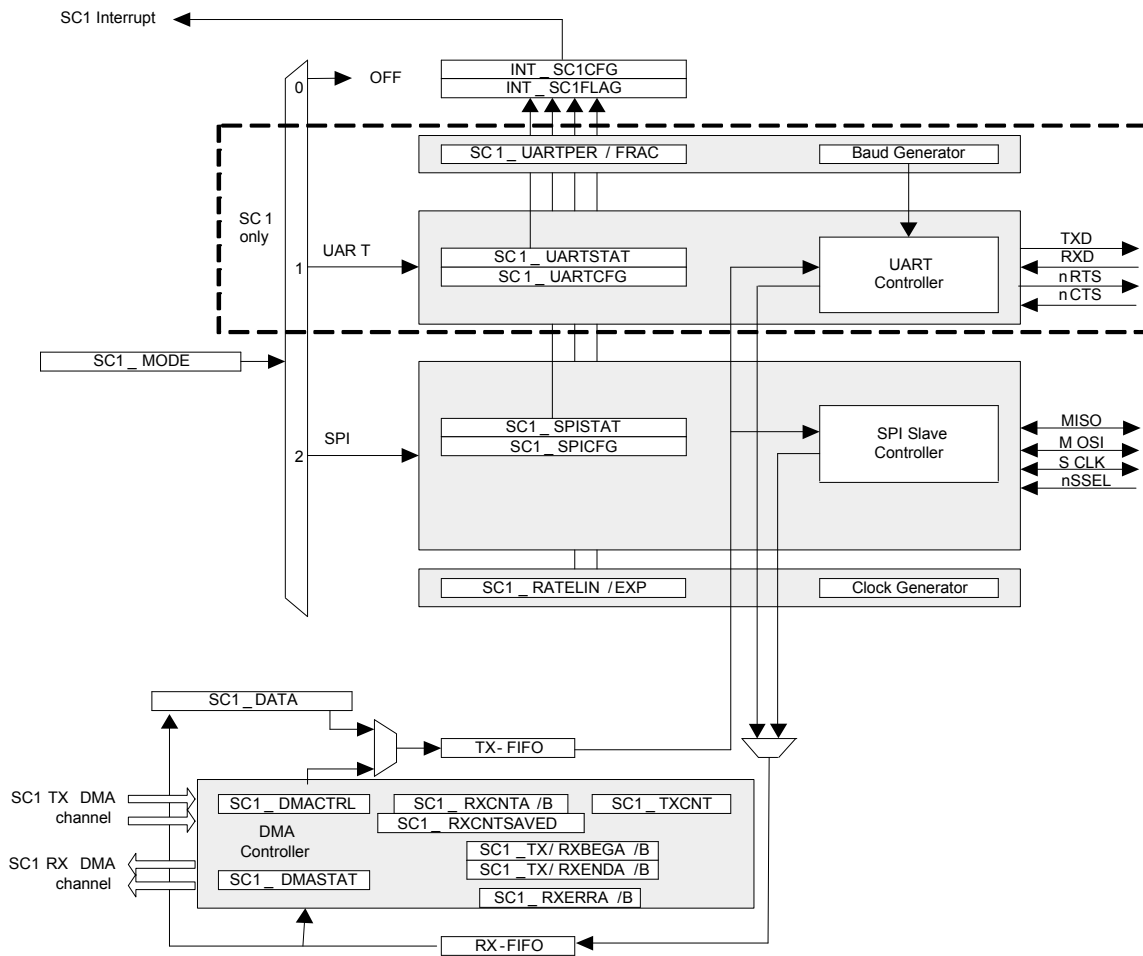 SC1 Interrupt
INT_SC1CFG
INT_SC1FLAG
0
OFF
SC1_UARTPER / FRAC
Baud Generator
SC1
only
UART
1
SC1_UARTSTAT
SC1_UARTCFG
UART
Controller
TXD
RXD
nRTS
nCTS
SC1_MODE
SPI
2
SC1_SPISTAT
SC1_SPICFG
SPI Slave
Controller
MISO
MOSI
SCLK
nSSEL
SC1_RATELIN /EXP
Clock Generator
SC1_DATA
TX-FIFO
SC1 TX DMA
channel
SC1_DMACTRL
SC1_RXCNTA /B
SC1_TXCNT
SC1_RXCNTSAVED
DMA
Controller
SC1_TX/RXBEGA /B
SC1_TX/RXENDA /B
SC1 RX DMA
channel
SC1_DMASTAT
SC1_RXERRA /B
RX-FIFO